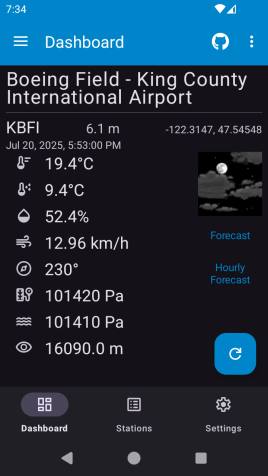 7:34
Dashboard
Boeing Field - King County
International Airport
KBFI 6.1 m -122.3147, 47.54548
Jul 20, 2025, 5:53:00 PM
19.4°C
9.4°C
52.4%
12.96 km/h
Forecast
230°
Hourly
Forecast
101420 Pa
101410 Pa
16090.0 m
Dashboard Stations Settings